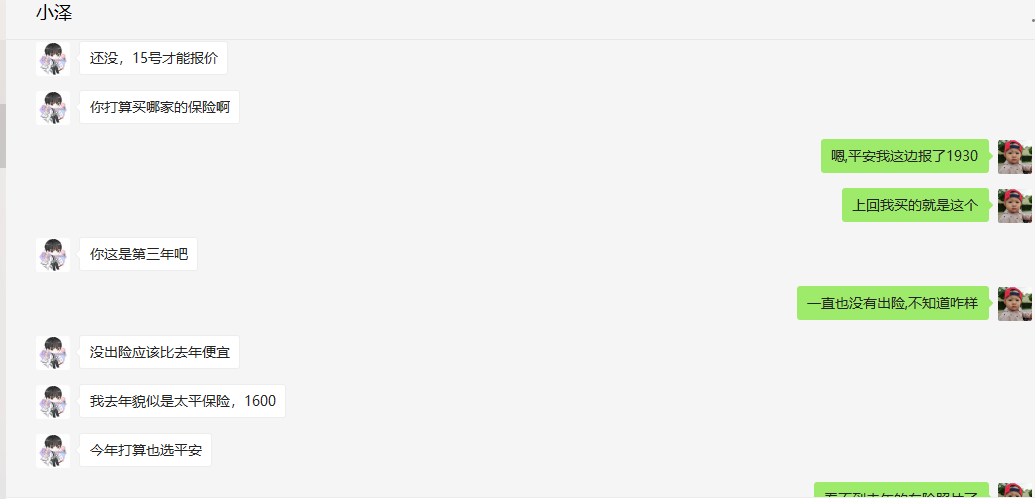 小泽
还没，15号才能报价
你打算买哪家的保险啊
嗯,平安我这边报了1930
上回我买的就是这个
你这是第三年吧
一直也没有出险,不知道咋样
没出险应该比去年便宜
我去年貌似是太平保险，1600
今年打算也选平安